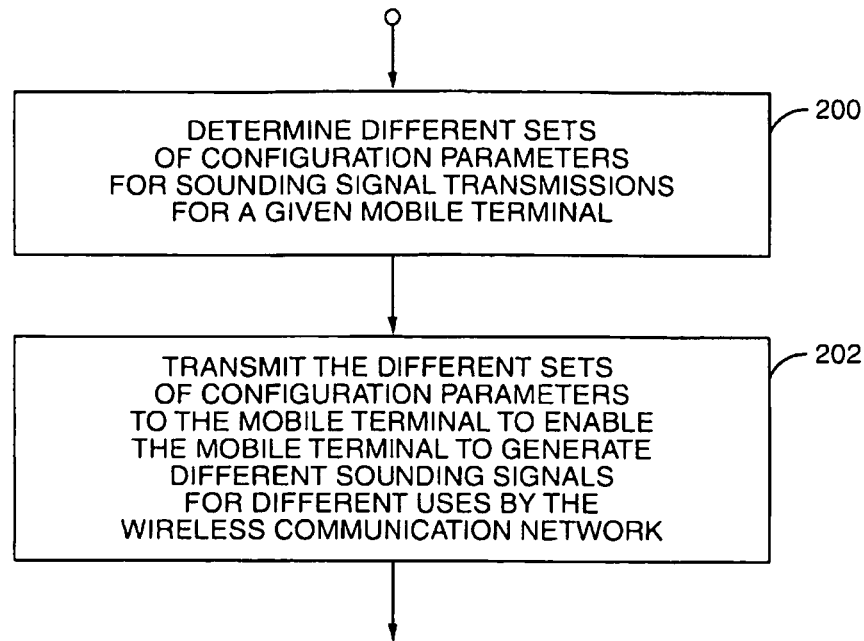 DETERMINE DIFFERENT SETS
OF CONFIGURATION PARAMETERS
FOR SOUNDING SIGNAL TRANSMISSIONS
FOR A GIVEN MOBILE TERMINAL
200
TRANSMIT THE DIFFERENT SETS
OF CONFIGURATION PARAMETERS
TO THE MOBILE TERMINAL TO ENABLE
THE MOBILE TERMINAL TO GENERATE
DIFFERENT SOUNDING SIGNALS
FOR DIFFERENT USES BY THE
WIRELESS COMMUNICATION NETWORK
202